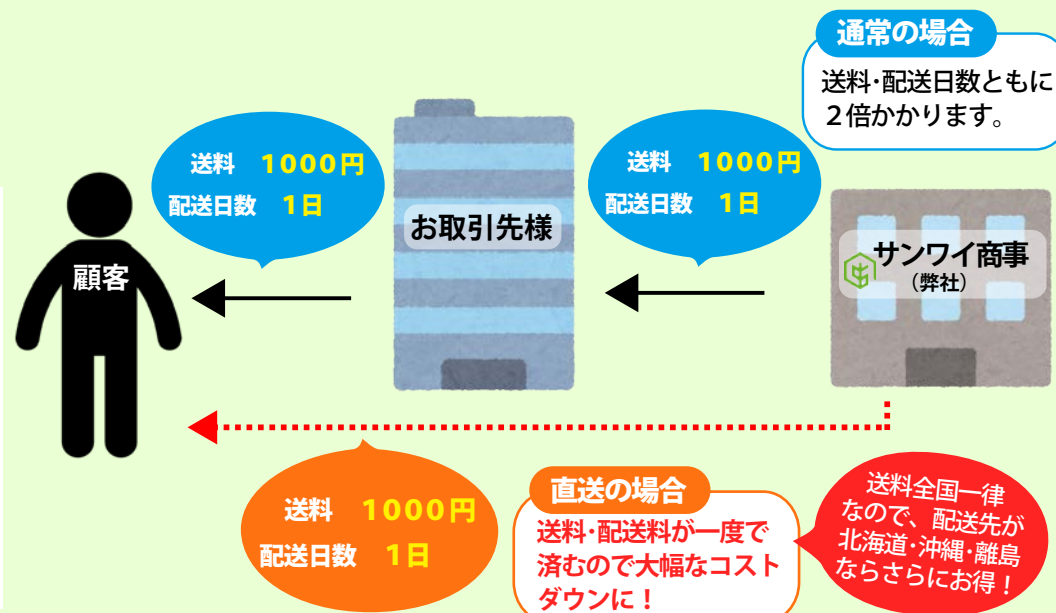 通常の場合
送料･配送日数ともに
２倍かかります。
送料 1000円
配送日数 1日
送料 1000円
配送日数 1日
お取引先様
サンワイ商事
（弊社）
顧客
送料 1000円
配送日数 1日
直送の場合
送料･配送料が一度で
済むので大幅なコスト
ダウンに！
送料全国一律
なので、配送先が
北海道･沖縄･離島
ならさらにお得！